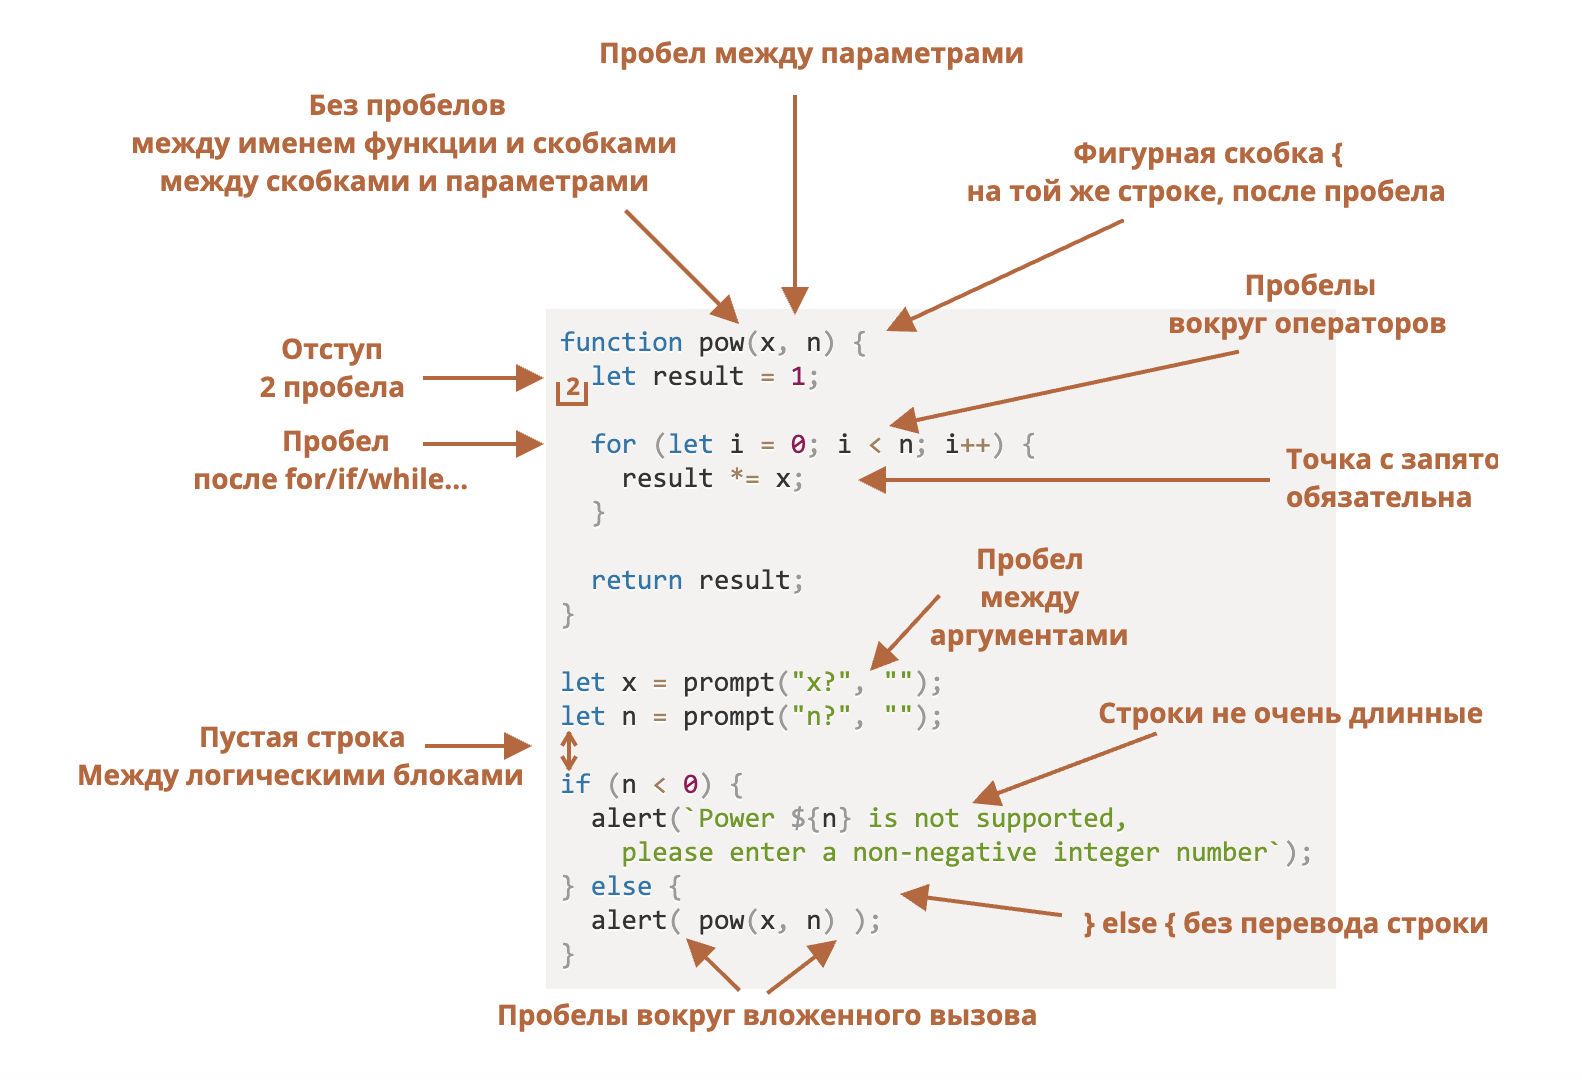 Пробел между параметрами
Без пробелов
между именем функции и скобками
между скобками и параметрами
Фигурная скобка {
на той же строке, после пробела
Пробелы
вокруг операторов
Отступ
2 пробела
Пробел
после for/if/while...
function pow(x, n) {
2 let result = 1;
for (let i = 0; i < n; i++) {
result *= x;
}
return result;
}
Точка с запято
обязательна
Пробел
между
аргументами
let x = prompt("x?", "");
let n = prompt("n?", "");
Пустая строка
Между логическими блоками
Строки не очень длинные
if (n < 0) {
alert(`Power ${n} is not supported,
please enter a non-negative integer number`);
} else {
alert( pow(x, n) );
}
} else { без перевода строки
Пробелы вокруг вложенного вызова